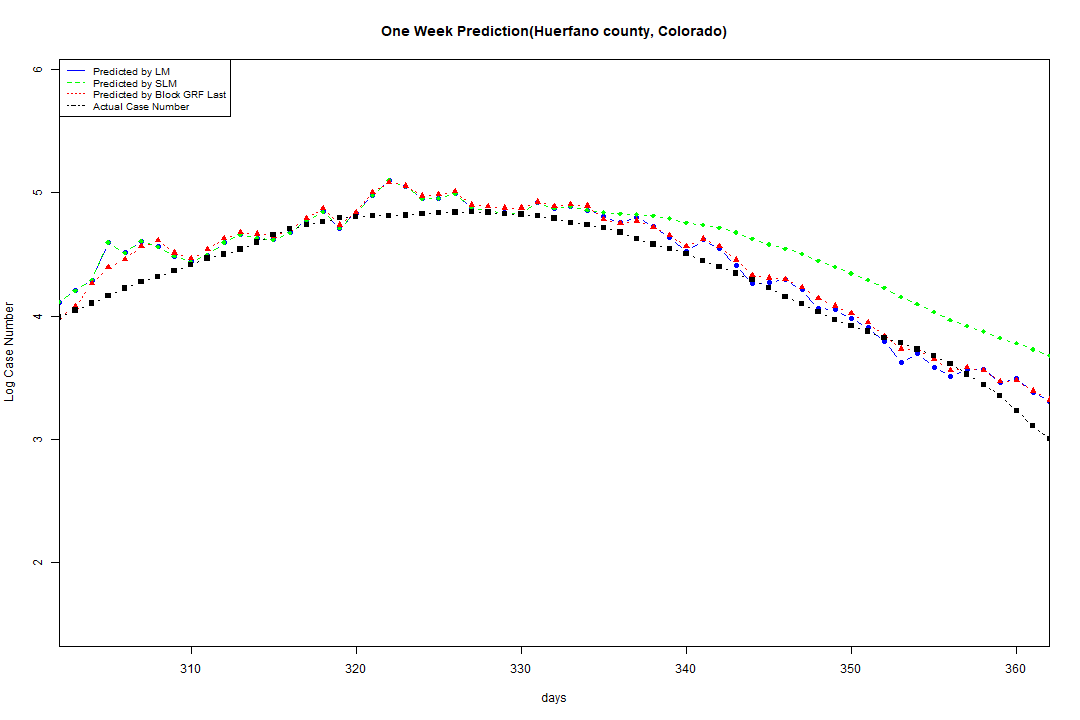 One Week Prediction(Huerfano county, Colorado)
Predicted by LM
Predicted by SLM
Predicted by Block GRF Last
Actual Case Number
6
5
4
3
2
Log Case Number
310 320 330 340 350 360
days